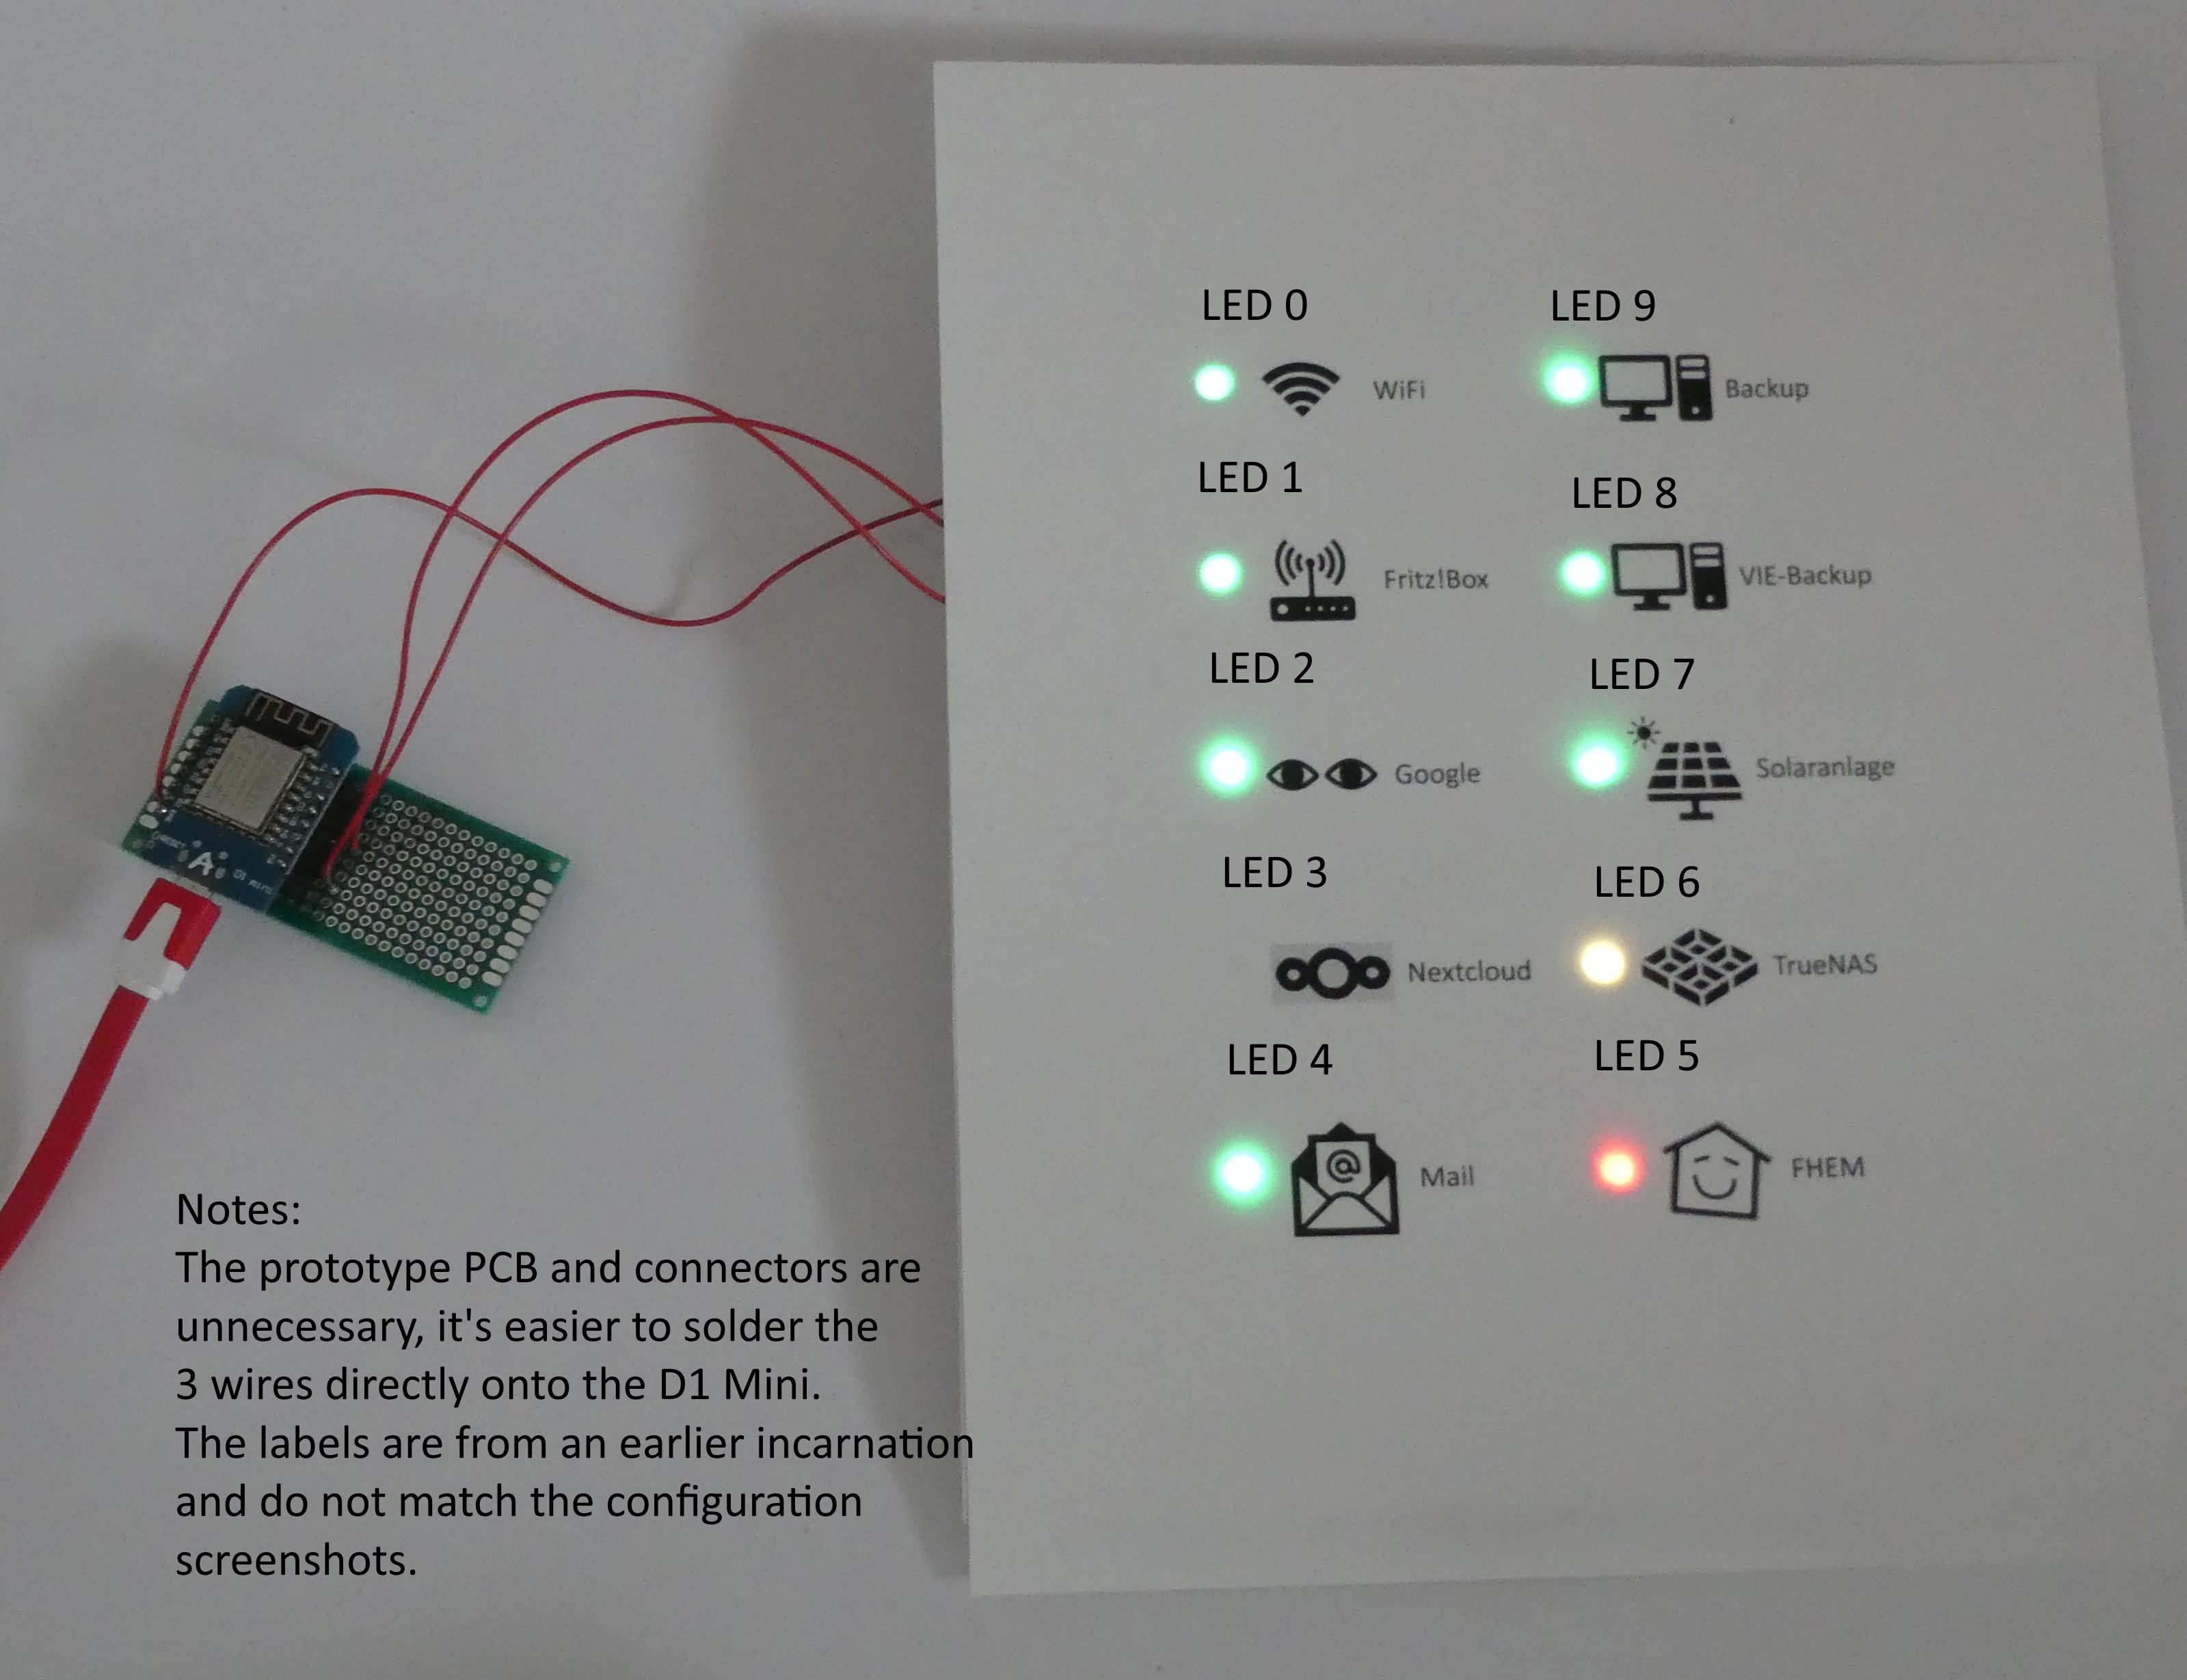 LED 0
WiFi
LED 1
Fritz!Box
LED 2
Google
LED 3
Nextcloud
LED 4
@
Mail
LED 9
Backup
LED 8
VIE-Backup
LED 7
Solaranlage
LED 6
TrueNAS
LED 5
FHEM
D1 mini
Notes:
The prototype PCB and connectors are
unnecessary, it's easier to solder the
3 wires directly onto the D1 Mini.
The labels are from an earlier incarnation
and do not match the configuration
screenshots.